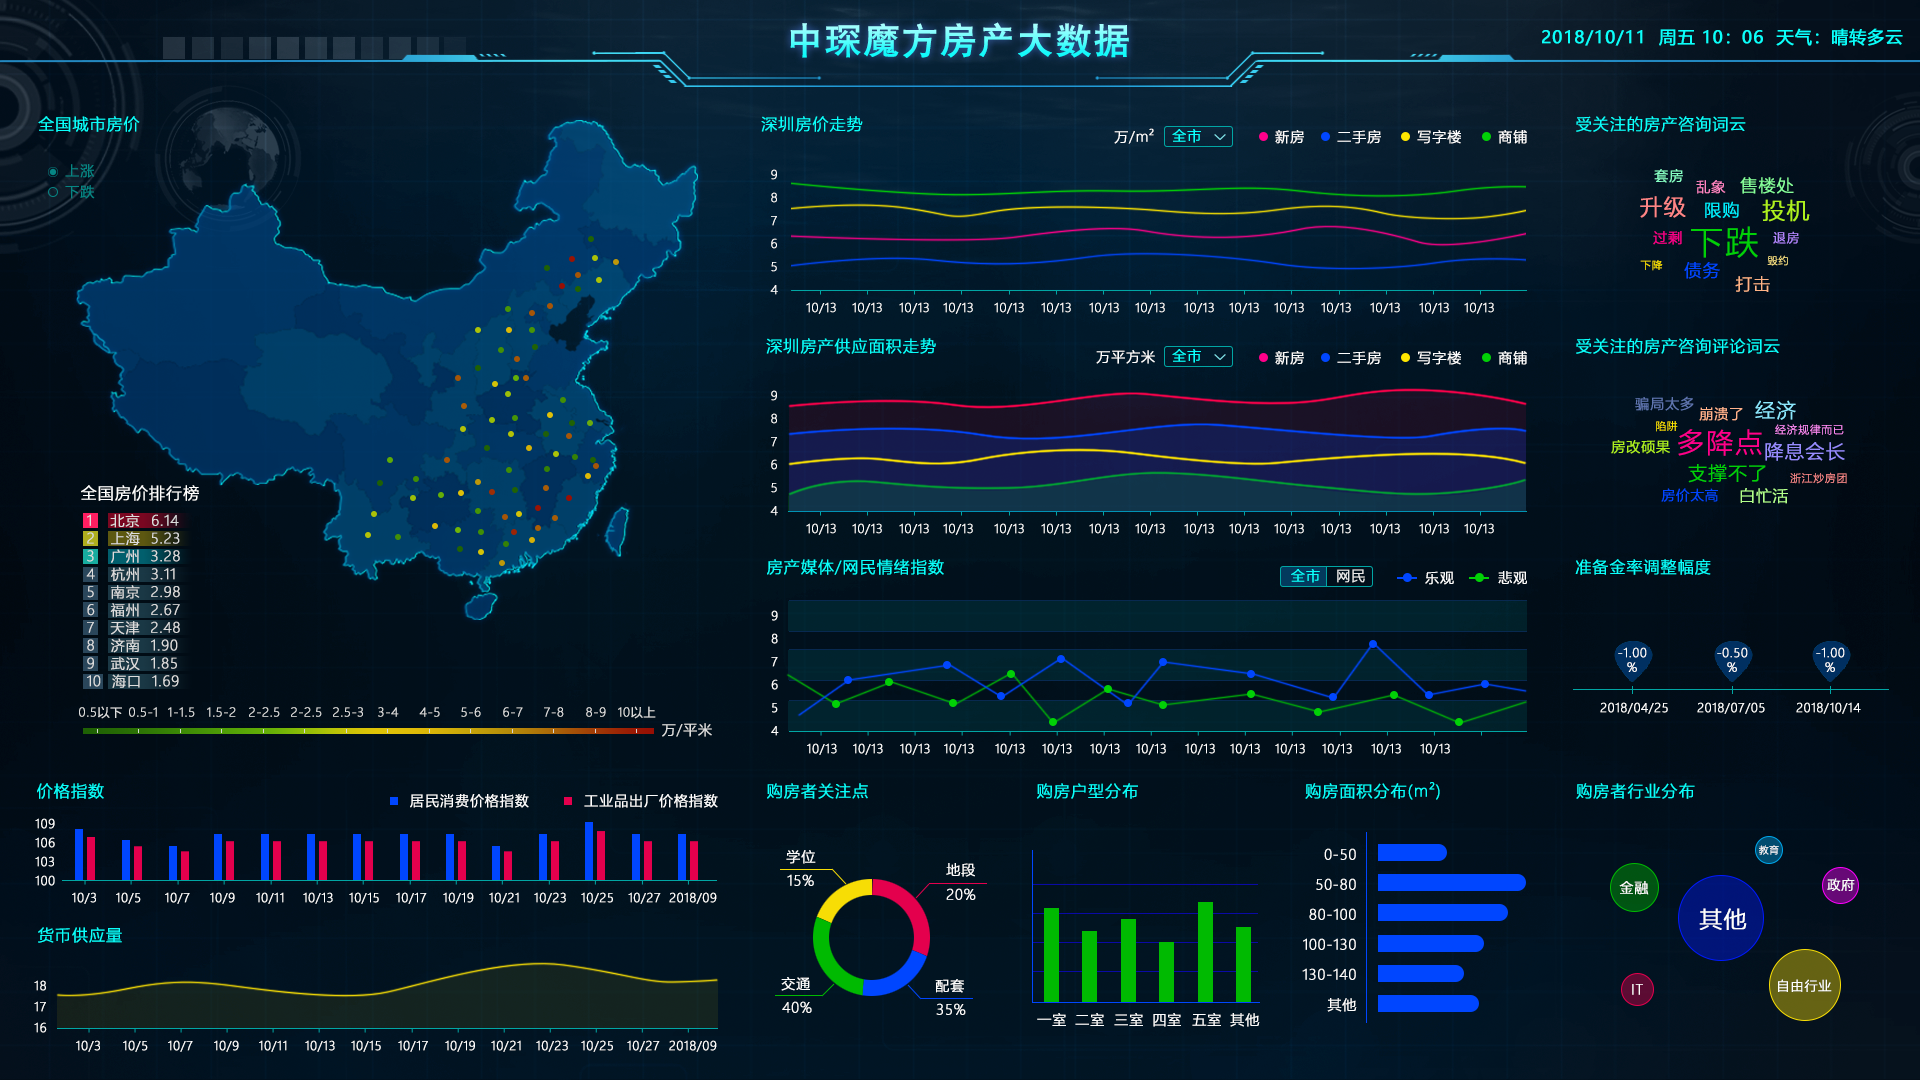 中琛魔方房产大数据
2018/10/11 周五 10：06 天气：晴转多云
全国城市房价
上涨
下跌
全国房价排行榜
1 北京 6.14
2 上海 5.23
3 广州 3.28
4 杭州 3.11
5 南京 2.98
6 福州 2.67
7 天津 2.48
8 济南 1.90
9 武汉 1.85
10 海口 1.69
0.5以下 0.5-1 1-1.5 1.5-2 2-2.5 2-2.5 2.5-3 3-4 4-5 5-6 6-7 7-8 8-9 10以上
万/平米
价格指数
居民消费价格指数 工业品出厂价格指数
109
106
103
100
10/3 10/5 10/7 10/9 10/11 10/13 10/15 10/17 10/19 10/21 10/23 10/25 10/27 2018/09
货币供应量
18
17
16
10/3 10/5 10/7 10/9 10/11 10/13 10/15 10/17 10/19 10/21 10/23 10/25 10/27 2018/09
深圳房价走势
万/m² 全市 新房 二手房 写字楼 商铺
9
8
7
6
5
4
10/13 10/13 10/13 10/13 10/13 10/13 10/13 10/13 10/13 10/13 10/13 10/13 10/13 10/13 10/13
深圳房产供应面积走势
万平方米 全市 新房 二手房 写字楼 商铺
9
8
7
6
5
4
10/13 10/13 10/13 10/13 10/13 10/13 10/13 10/13 10/13 10/13 10/13 10/13 10/13 10/13 10/13
房产媒体/网民情绪指数
全市 网民 乐观 悲观
9
8
7
6
5
4
10/13 10/13 10/13 10/13 10/13 10/13 10/13 10/13 10/13 10/13 10/13 10/13 10/13 10/13
购房者关注点
学位
15%
地段
20%
交通
40%
配套
35%
购房户型分布
一室 二室 三室 四室 五室 其他
购房面积分布(m²)
0-50
50-80
80-100
100-130
130-140
其他
受关注的房产咨询词云
套房
乱象
售楼处
升级
限购
投机
过剩
下跌
退房
下降
债务
毁约
打击
受关注的房产咨询评论词云
骗局太多
崩溃了
经济
陷阱
经济规律而已
房改硕果
多降点
降息会长
支撑不了
浙江炒房团
房价太高
白忙活
准备金率调整幅度
-1.00 -0.50 -1.00
% % %
2018/04/25 2018/07/05 2018/10/14
购房者行业分布
教育
金融
政府
其他
IT
自由行业